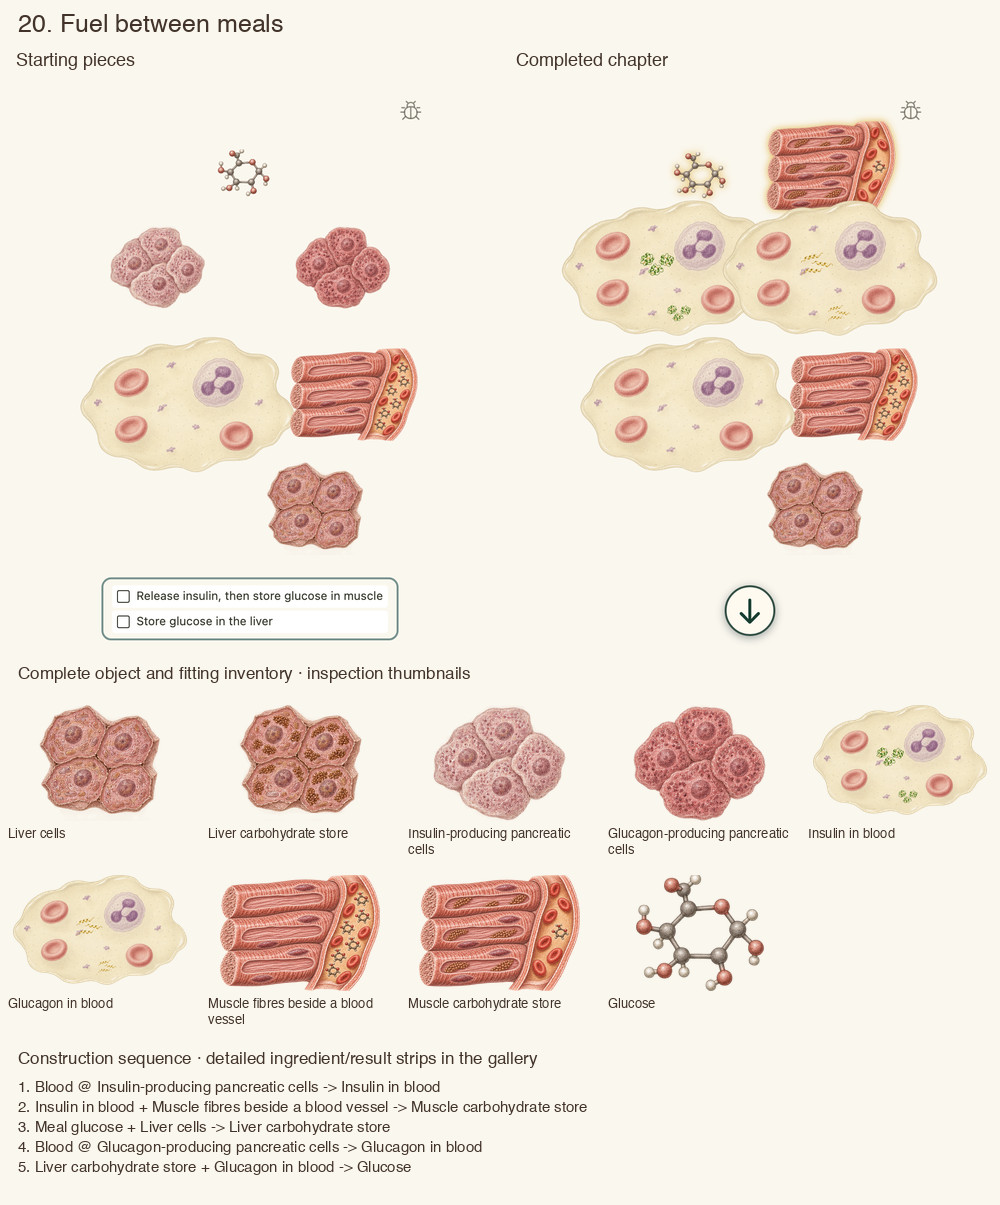 20. Fuel between meals
Starting pieces
Completed chapter
Release insulin, then store glucose in muscle
Store glucose in the liver
Complete object and fitting inventory · inspection thumbnails
Liver cells
Liver carbohydrate store
Insulin-producing pancreatic
cells
Glucagon-producing pancreatic
cells
Insulin in blood
Glucagon in blood
Muscle fibres beside a blood
vessel
Muscle carbohydrate store
Glucose
Construction sequence · detailed ingredient/result strips in the gallery
1. Blood @ Insulin-producing pancreatic cells -> Insulin in blood
2. Insulin in blood + Muscle fibres beside a blood vessel -> Muscle carbohydrate store
3. Meal glucose + Liver cells -> Liver carbohydrate store
4. Blood @ Glucagon-producing pancreatic cells -> Glucagon in blood
5. Liver carbohydrate store + Glucagon in blood -> Glucose